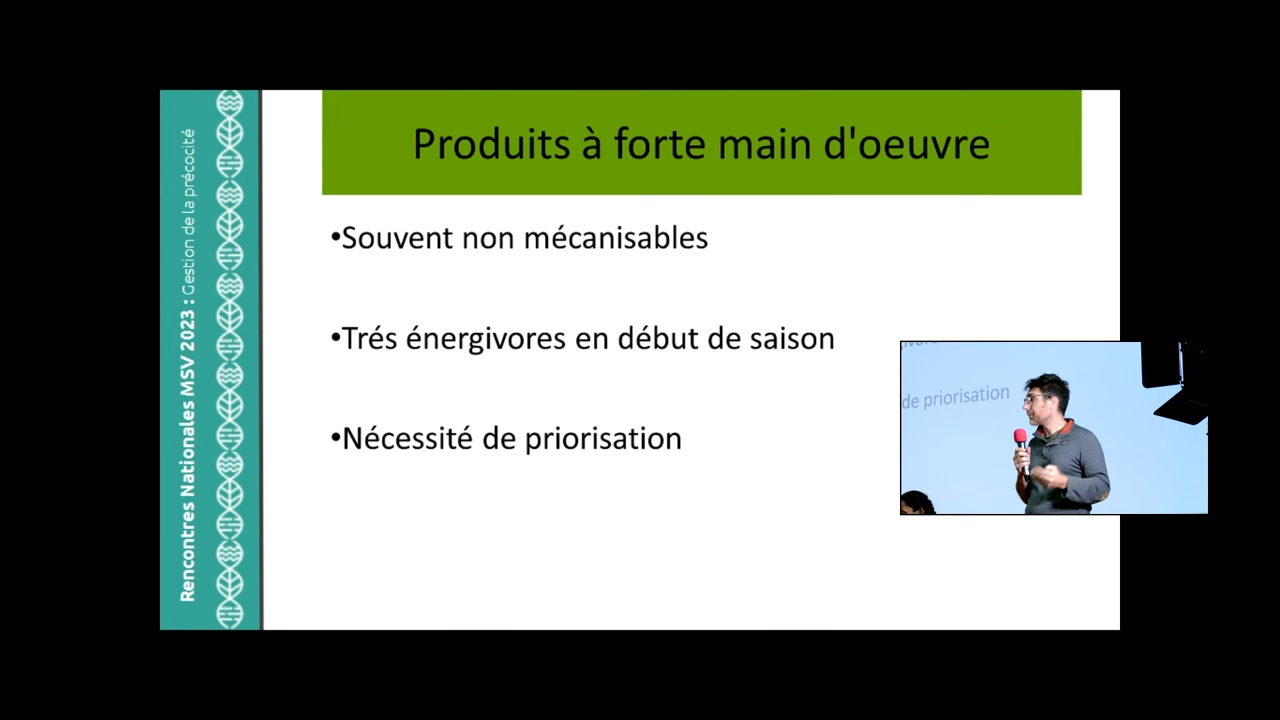 Rencontres Nationales MSV 2023 : Gestion de la précocité
Produits à forte main d'oeuvre
•Souvent non mécanisables
•Trés énergivores en début de saison
•Nécessité de priorisation
de priorisation